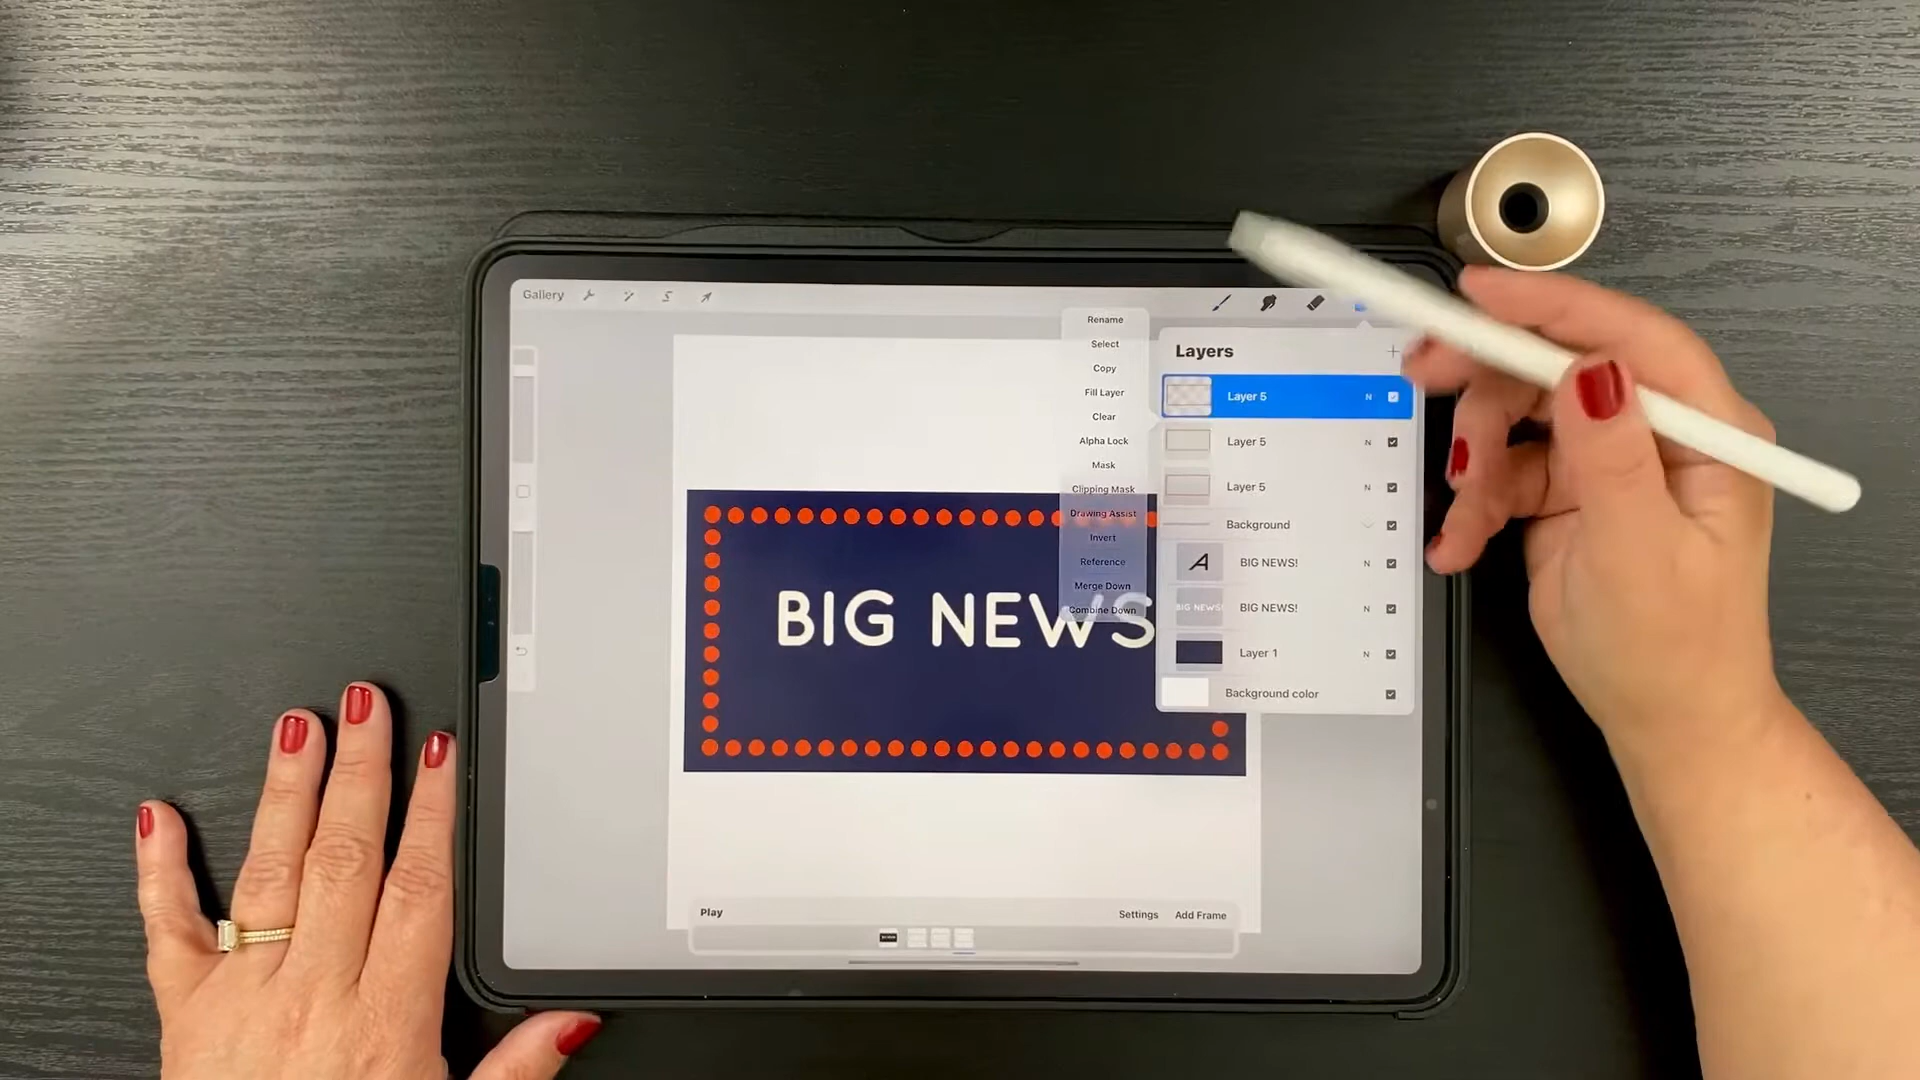 Gallery
Rename
Select
Copy
Fill Layer
Clear
Alpha Lock
Mask
Clipping Mask
Drawing Assist
Invert
Reference
Merge Down
Combine Down
Layers
Layer 5 N
Layer 5 N
Layer 5 N
Background
A BIG NEWS! N
BIG NEWS! BIG NEWS! N
Layer 1 N
Background color
BIG NEWS
Play
Settings Add Frame